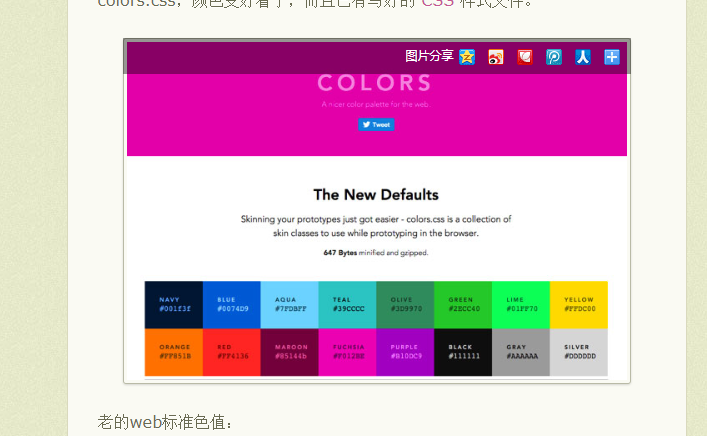 colors.css，颜色变好看了，而且已有写好的 CSS 样式文件。
图片分享
COLORS
A nicer color palette for the web.
Tweet
The New Defaults
Skinning your prototypes just got easier - colors.css is a collection of
skin classes to use while prototyping in the browser.
647 Bytes minified and gzipped.
NAVY BLUE AQUA TEAL OLIVE GREEN LIME YELLOW
#001f3f #0074D9 #7FDBFF #39CCCC #3D9970 #2ECC40 #01FF70 #FFDC00
ORANGE RED MAROON FUCHSIA PURPLE BLACK GRAY SILVER
#FF851B #FF4136 #85144b #F012BE #B10DC9 #111111 #AAAAAA #DDDDDD
老的web标准色值：